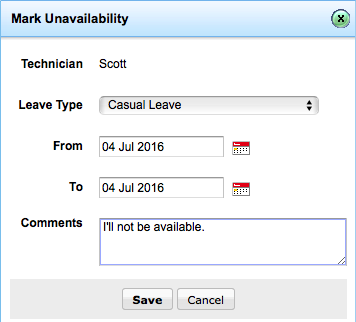 Mark Unavailability
Technician Scott
Leave Type Casual Leave
From 04 Jul 2016
To 04 Jul 2016
Comments I'll not be available.
Save Cancel